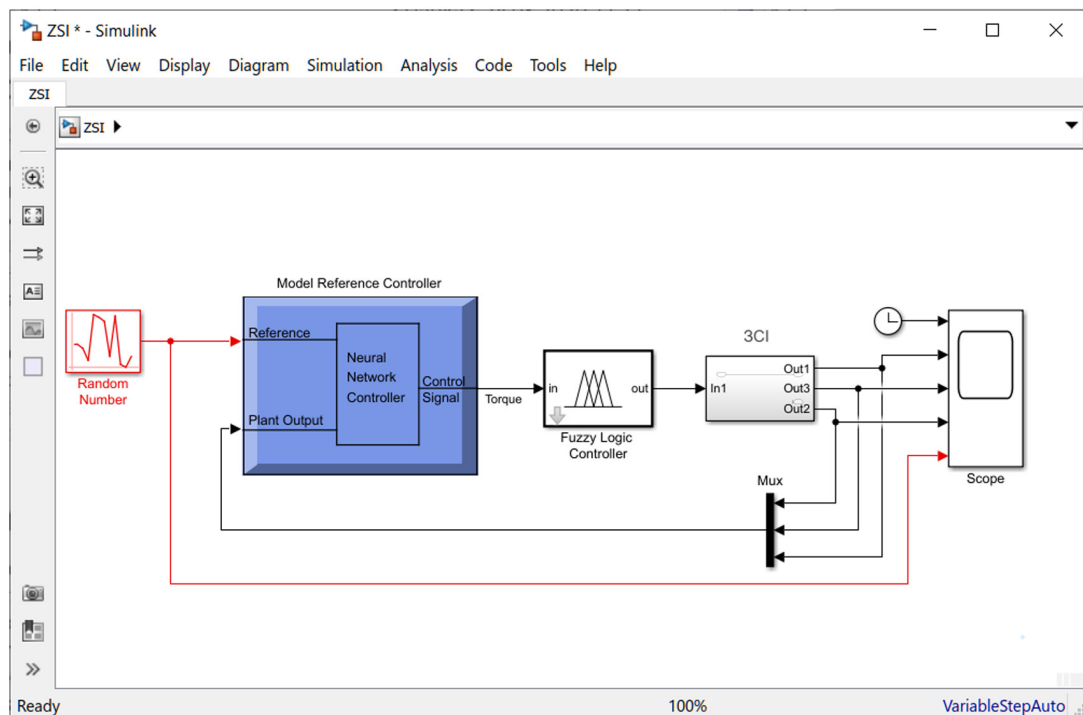 ZSI * - Simulink
File Edit View Display Diagram Simulation Analysis Code Tools Help
ZSI
ZSI
Model Reference Controller
Reference
Neural
Network
Controller
Control
Signal
Plant Output
Random
Number
Torque
in
out
Fuzzy Logic
Controller
3CI
In1
Out1
Out3
Out2
Mux
Scope
Ready
100%
VariableStepAuto